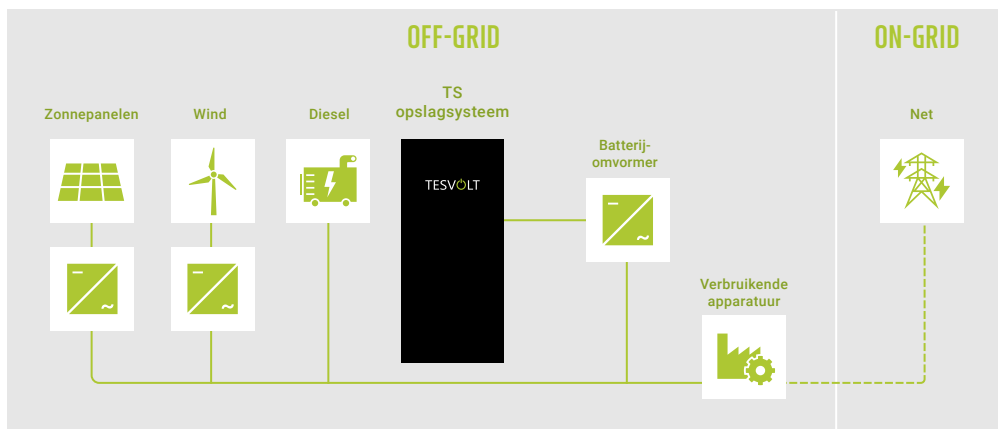 OFF-GRID
ON-GRID
Zonnepanelen
Wind
Diesel
TS
opslagsysteem
Batterij-
omvormer
Net
TESVOLT
Verbruikende
apparatuur